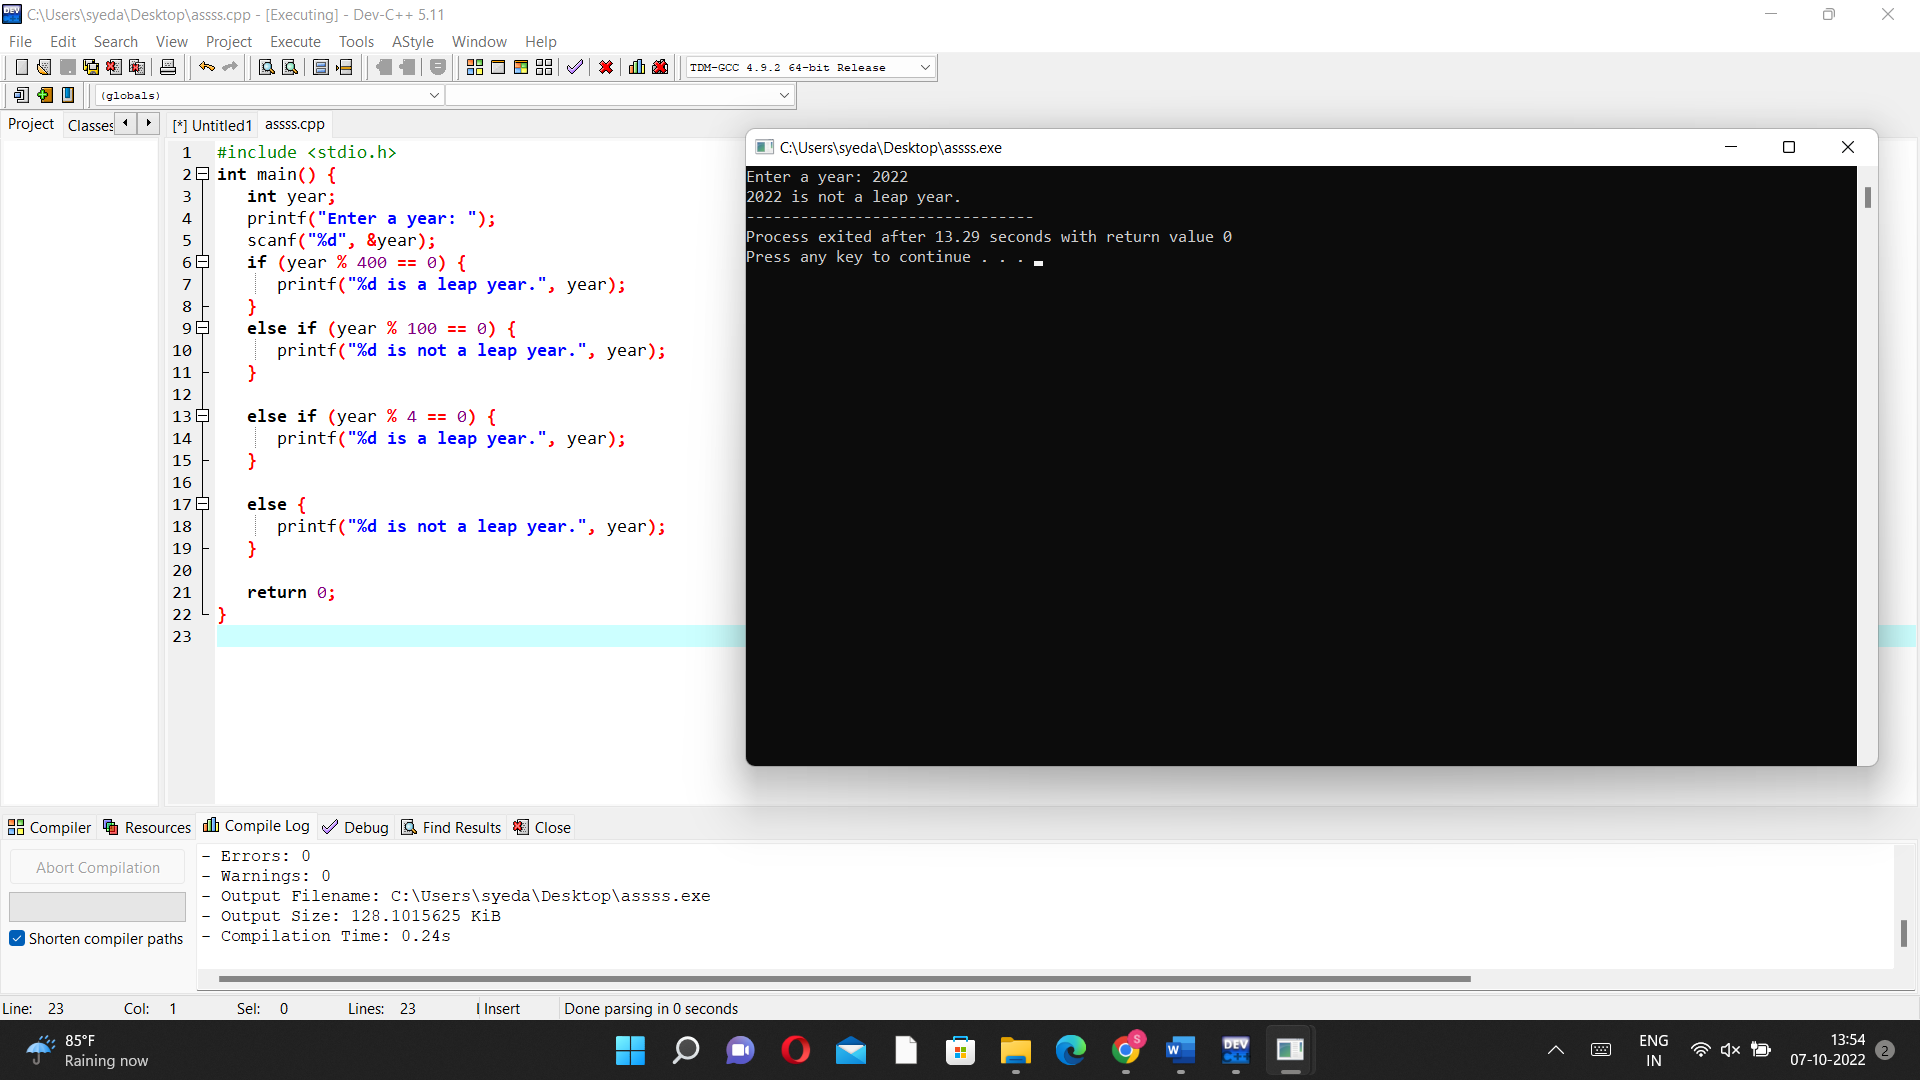 C:\Users\syeda\Desktop\assss.cpp - [Executing] - Dev-C++ 5.11
File Edit Search View Project Execute Tools AStyle Window Help
TDM-GCC 4.9.2 64-bit Release
(globals)
Project Classes [*] Untitled1 assss.cpp
1 #include <stdio.h>
2 int main() {
3 int year;
4 printf("Enter a year: ");
5 scanf("%d", &year);
6 if (year % 400 == 0) {
7 printf("%d is a leap year.", year);
8 }
9 else if (year % 100 == 0) {
10 printf("%d is not a leap year.", year);
11 }
12
13 else if (year % 4 == 0) {
14 printf("%d is a leap year.", year);
15 }
16
17 else {
18 printf("%d is not a leap year.", year);
19 }
20
21 return 0;
22 }
23
C:\Users\syeda\Desktop\assss.exe
Enter a year: 2022
2022 is not a leap year.
--------------------------------
Process exited after 13.29 seconds with return value 0
Press any key to continue . . .
Compiler Resources Compile Log Debug Find Results Close
Abort Compilation
Shorten compiler paths
- Errors: 0
- Warnings: 0
- Output Filename: C:\Users\syeda\Desktop\assss.exe
- Output Size: 128.1015625 KiB
- Compilation Time: 0.24s
Line: 23 Col: 1 Sel: 0 Lines: 23 Insert Done parsing in 0 seconds
85°F
Raining now
S
W
DEV
C++
ENG
IN
13:54
07-10-2022
2